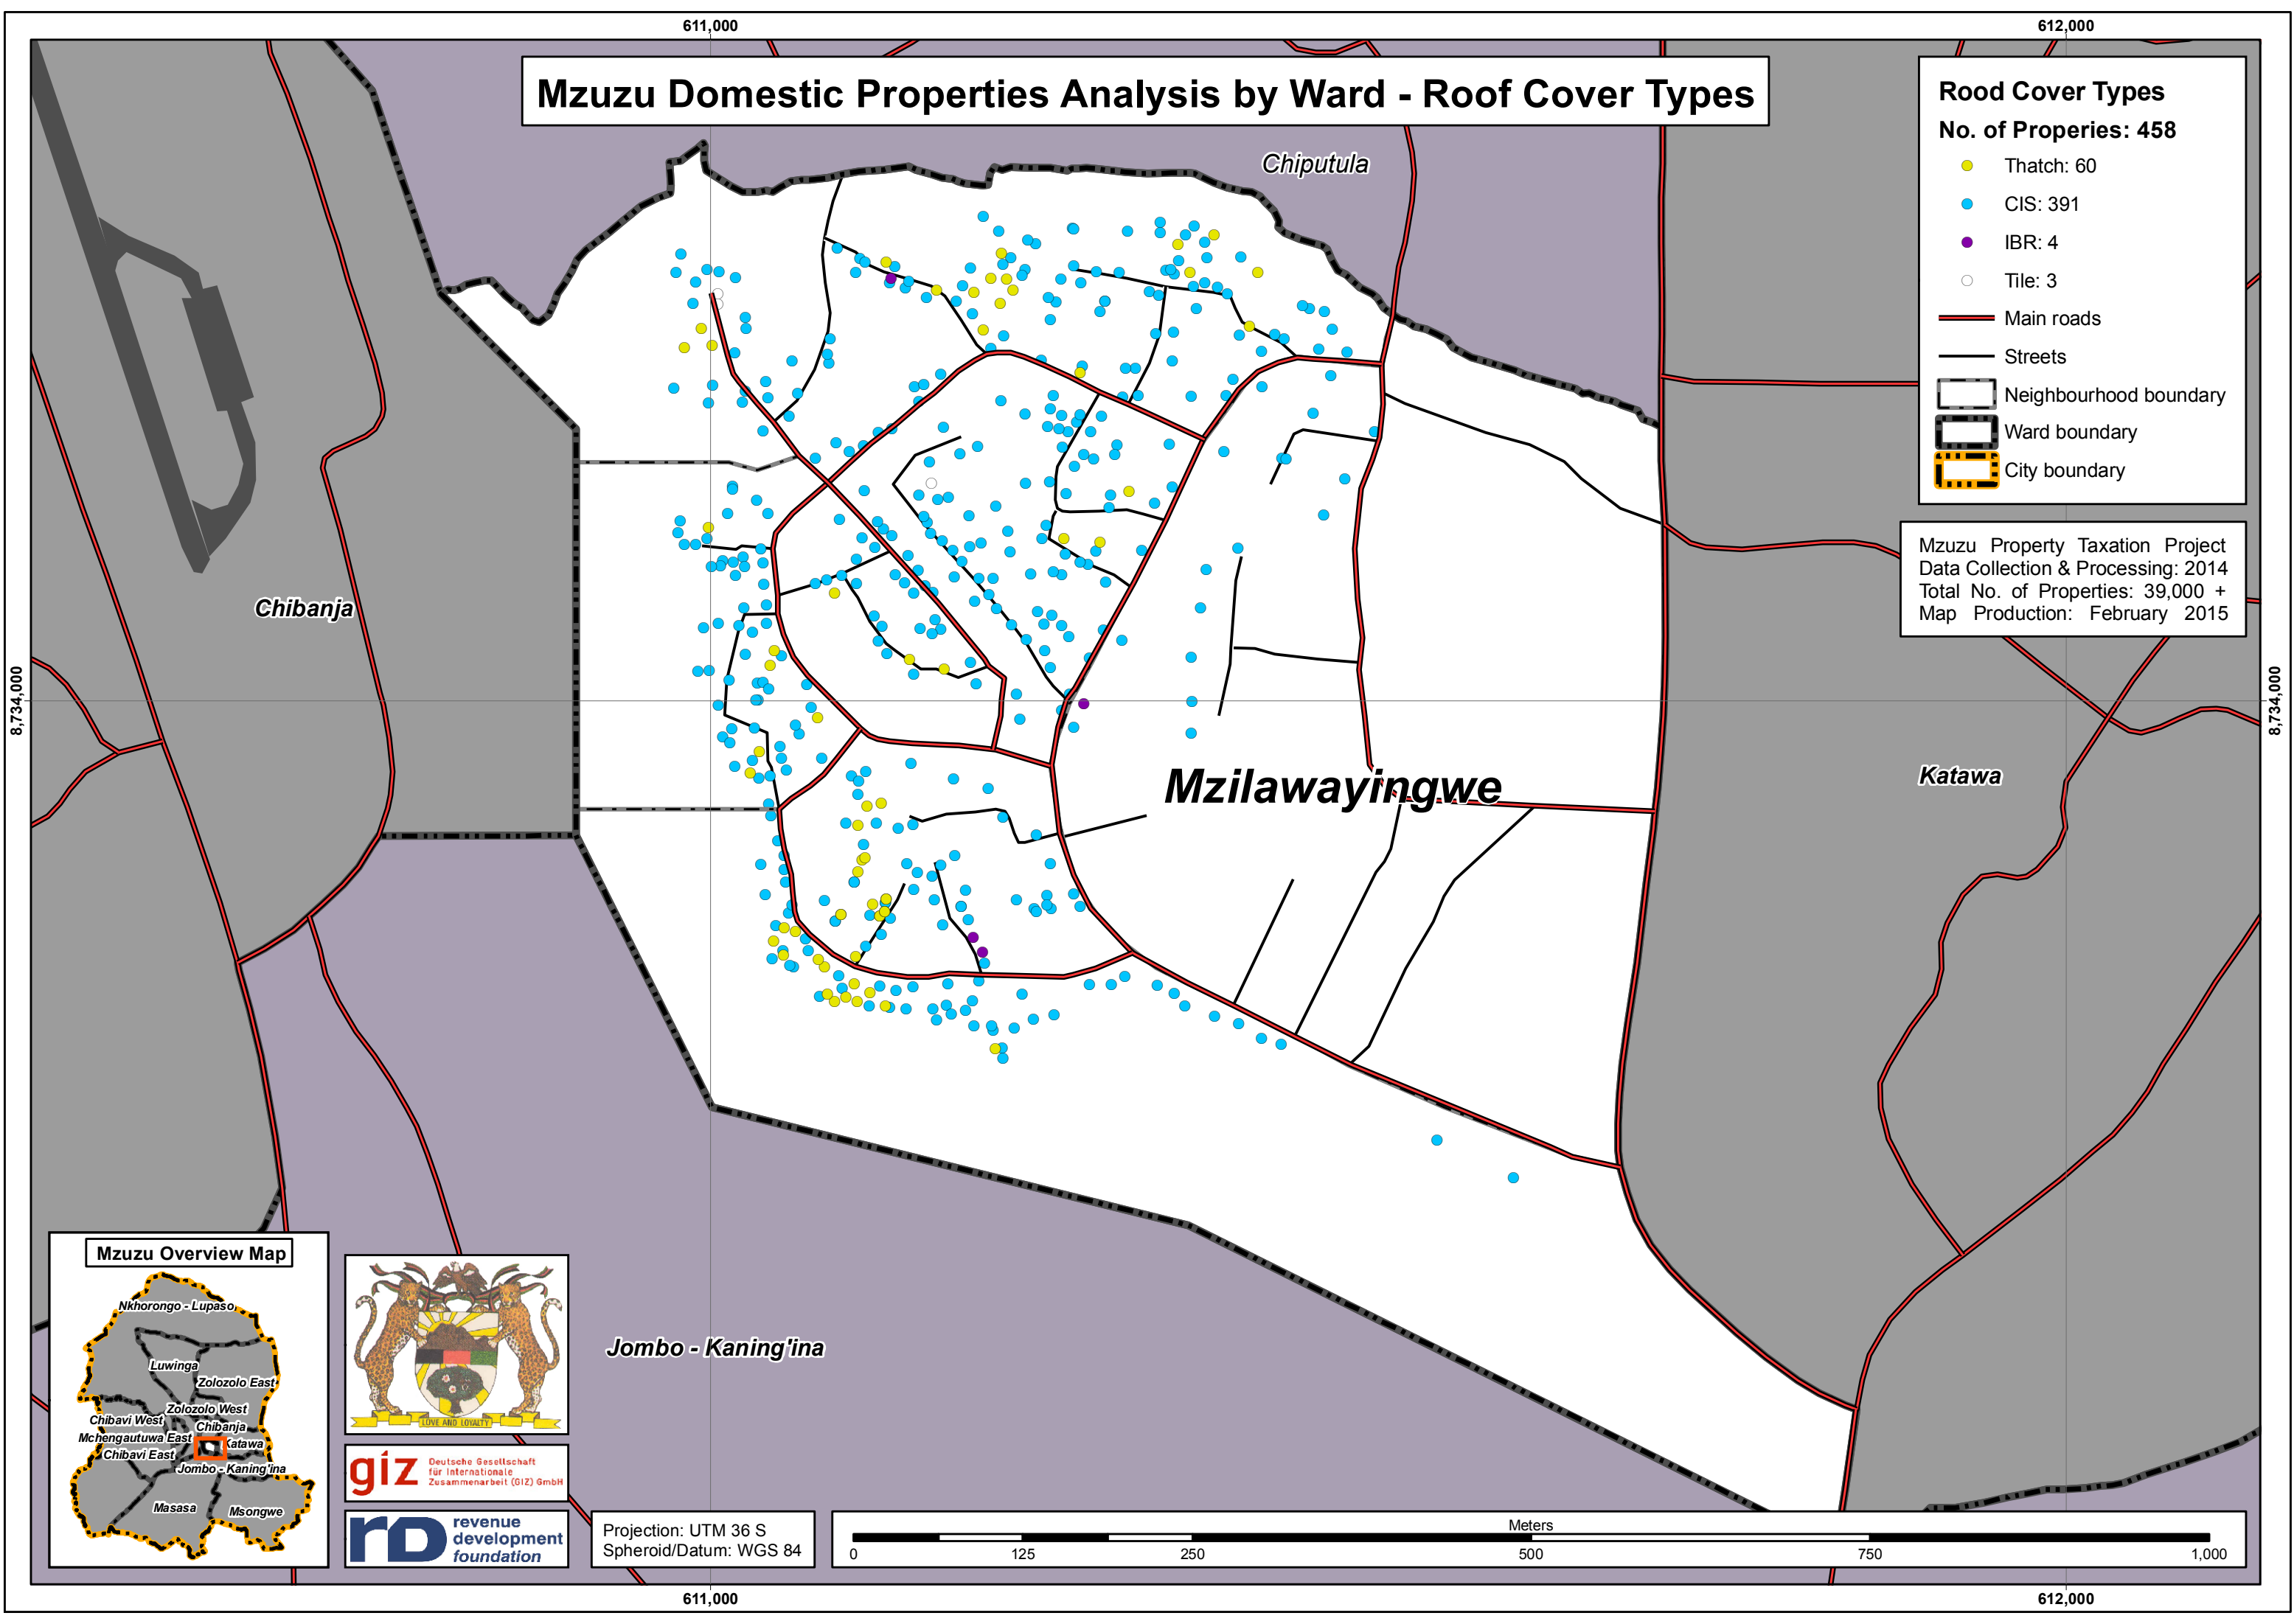 611,000
612,000
Mzuzu Domestic Properties Analysis by Ward - Roof Cover Types
Rood Cover Types
No. of Properies: 458
Thatch: 60
CIS: 391
IBR: 4
Tile: 3
Main roads
Streets
Neighbourhood boundary
Ward boundary
City boundary
Mzuzu Property Taxation Project
Data Collection & Processing: 2014
Total No. of Properties: 39,000 +
Map Production: February 2015
Chiputula
Chibanja
8,734,000
8,734,000
Mzilawayingwe
Katawa
Jombo - Kaning'ina
Mzuzu Overview Map
Nkhorongo - Lupaso
Luwinga
Zolozolo East
Zolozolo West
Chibavi West
Chibanja
Mchengautuwa East
Katawa
Chibavi East
Jombo - Kaning'ina
Masasa
Msongwe
LOVE AND LOYALTY
giz
Deutsche Gesellschaft
für Internationale
Zusammenarbeit (GIZ) GmbH
rD
revenue
development
foundation
Projection: UTM 36 S
Spheroid/Datum: WGS 84
Meters
0
125
250
500
750
1,000
611,000
612,000